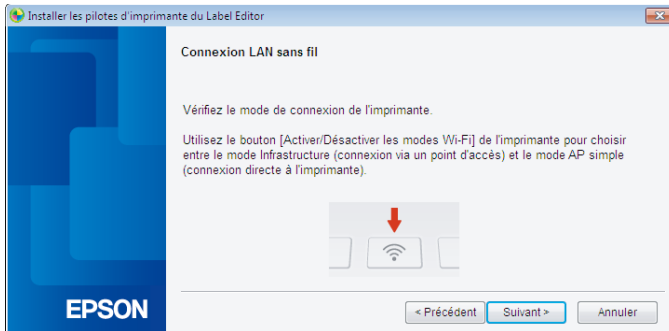 Installer les pilotes d'imprimante du Label Editor
Connexion LAN sans fil
Vérifiez le mode de connexion de l'imprimante.
Utilisez le bouton [Activer/Désactiver les modes Wi-Fi] de l'imprimante pour choisir
entre le mode Infrastructure (connexion via un point d'accès) et le mode AP simple
(connexion directe à l'imprimante).
EPSON
< Précédent
Suivant >
Annuler